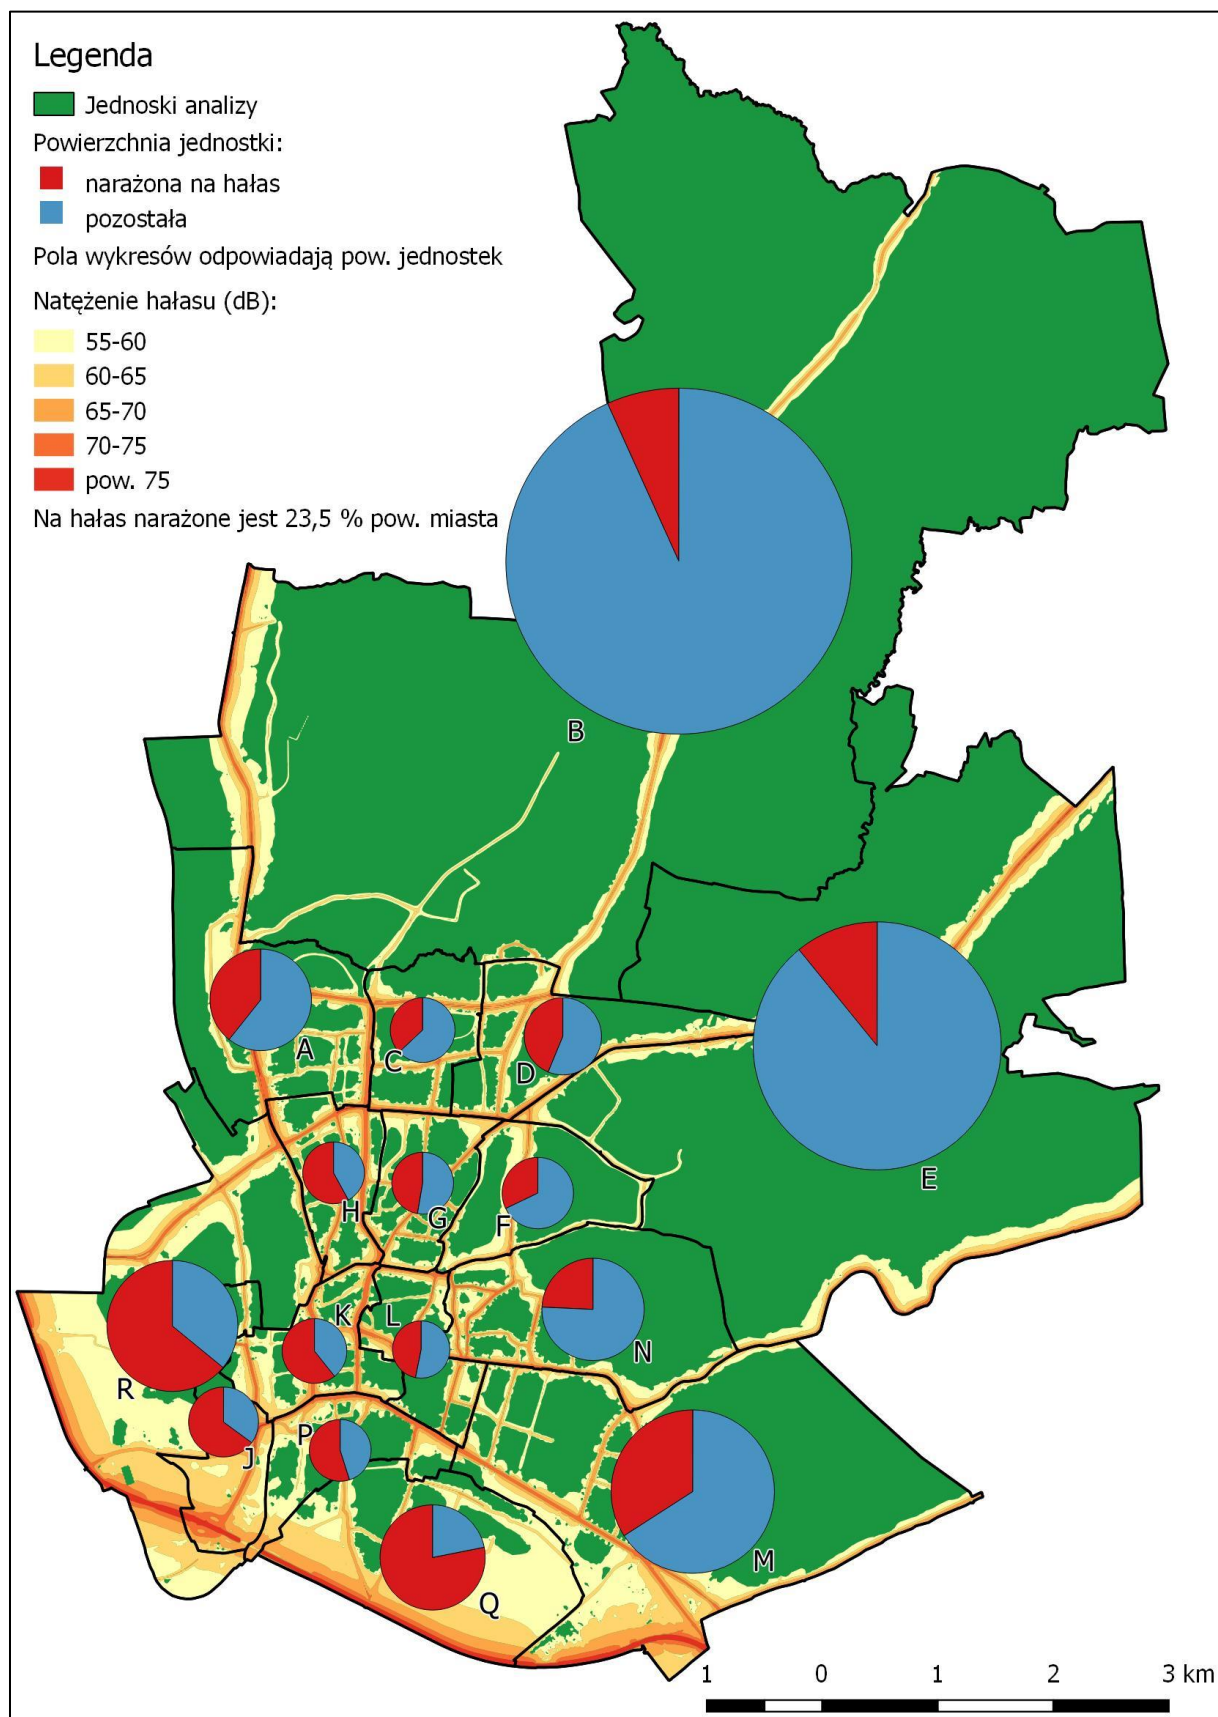 Legenda
Jednoski analizy
Powierzchnia jednostki:
narażona na hałas
pozostała
Pola wykresów odpowiadają pow. jednostek
Natężenie hałasu (dB):
55-60
60-65
65-70
70-75
pow. 75
Na hałas narażone jest 23,5 % pow. miasta
B
A
C
D
E
H
G
F
K
L
N
R
J
P
M
Q
1 0 1 2 3 km